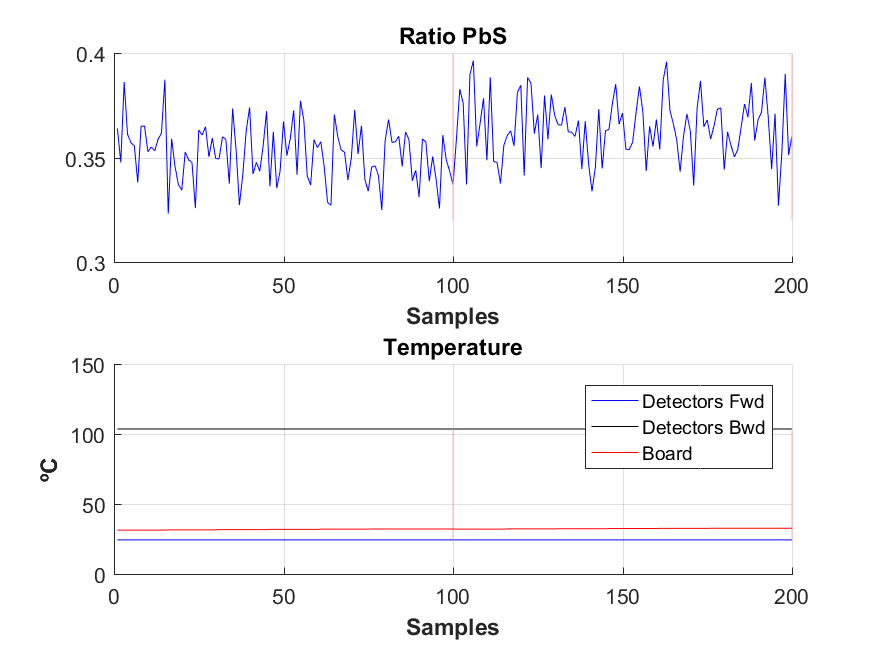 Ratio PbS
0.4
0.35
0.3
0 50 100 150 200
Samples
Temperature
150
100
50
0
ºC
Detectors Fwd
Detectors Bwd
Board
0 50 100 150 200
Samples